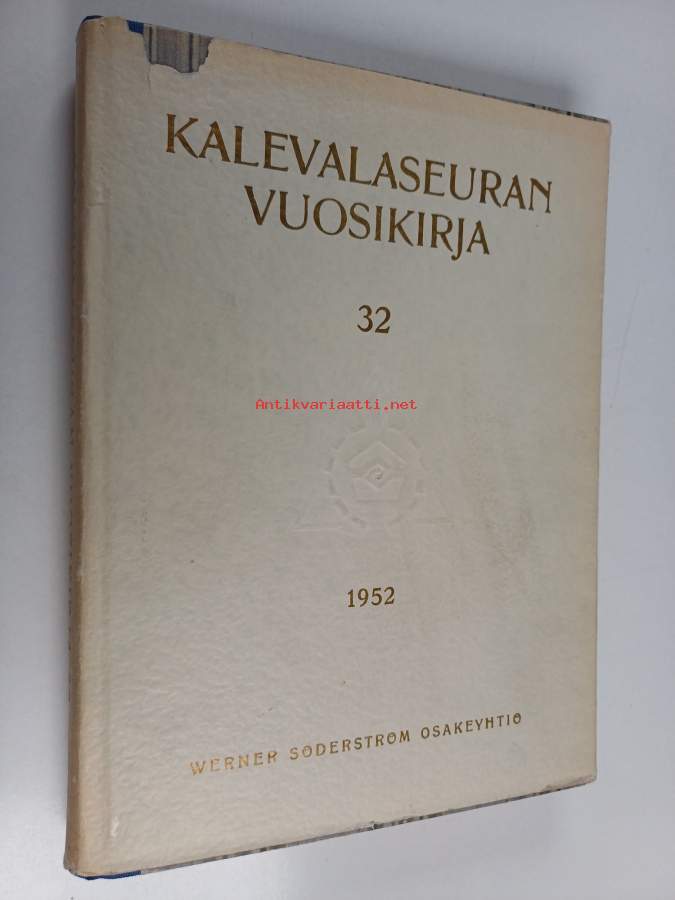 KALEVALASEURAN
VUOSIKIRJA
32
Antikvariaatti.net
1952
WERNER SÖDERSTRÖM OSAKEYHTIÖ